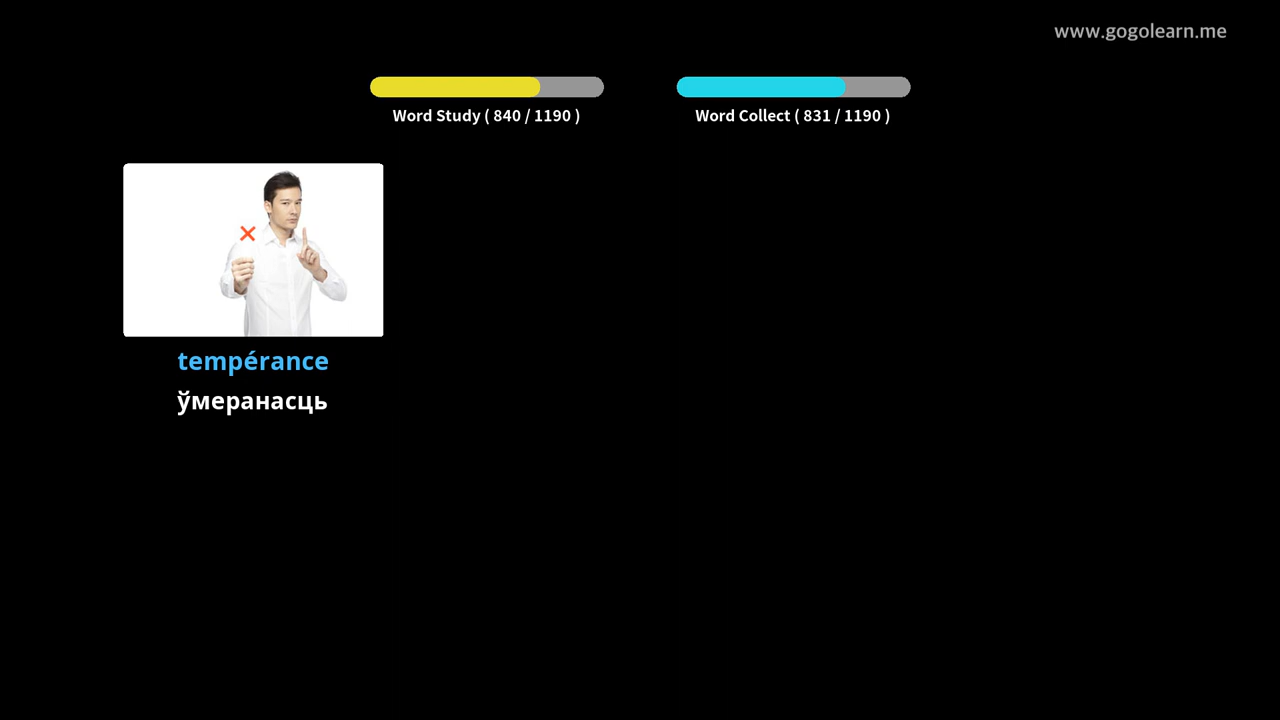 www.gogolearn.me
Word Study ( 840 / 1190 )
Word Collect ( 831 / 1190 )
tempérance
ўмеранасць